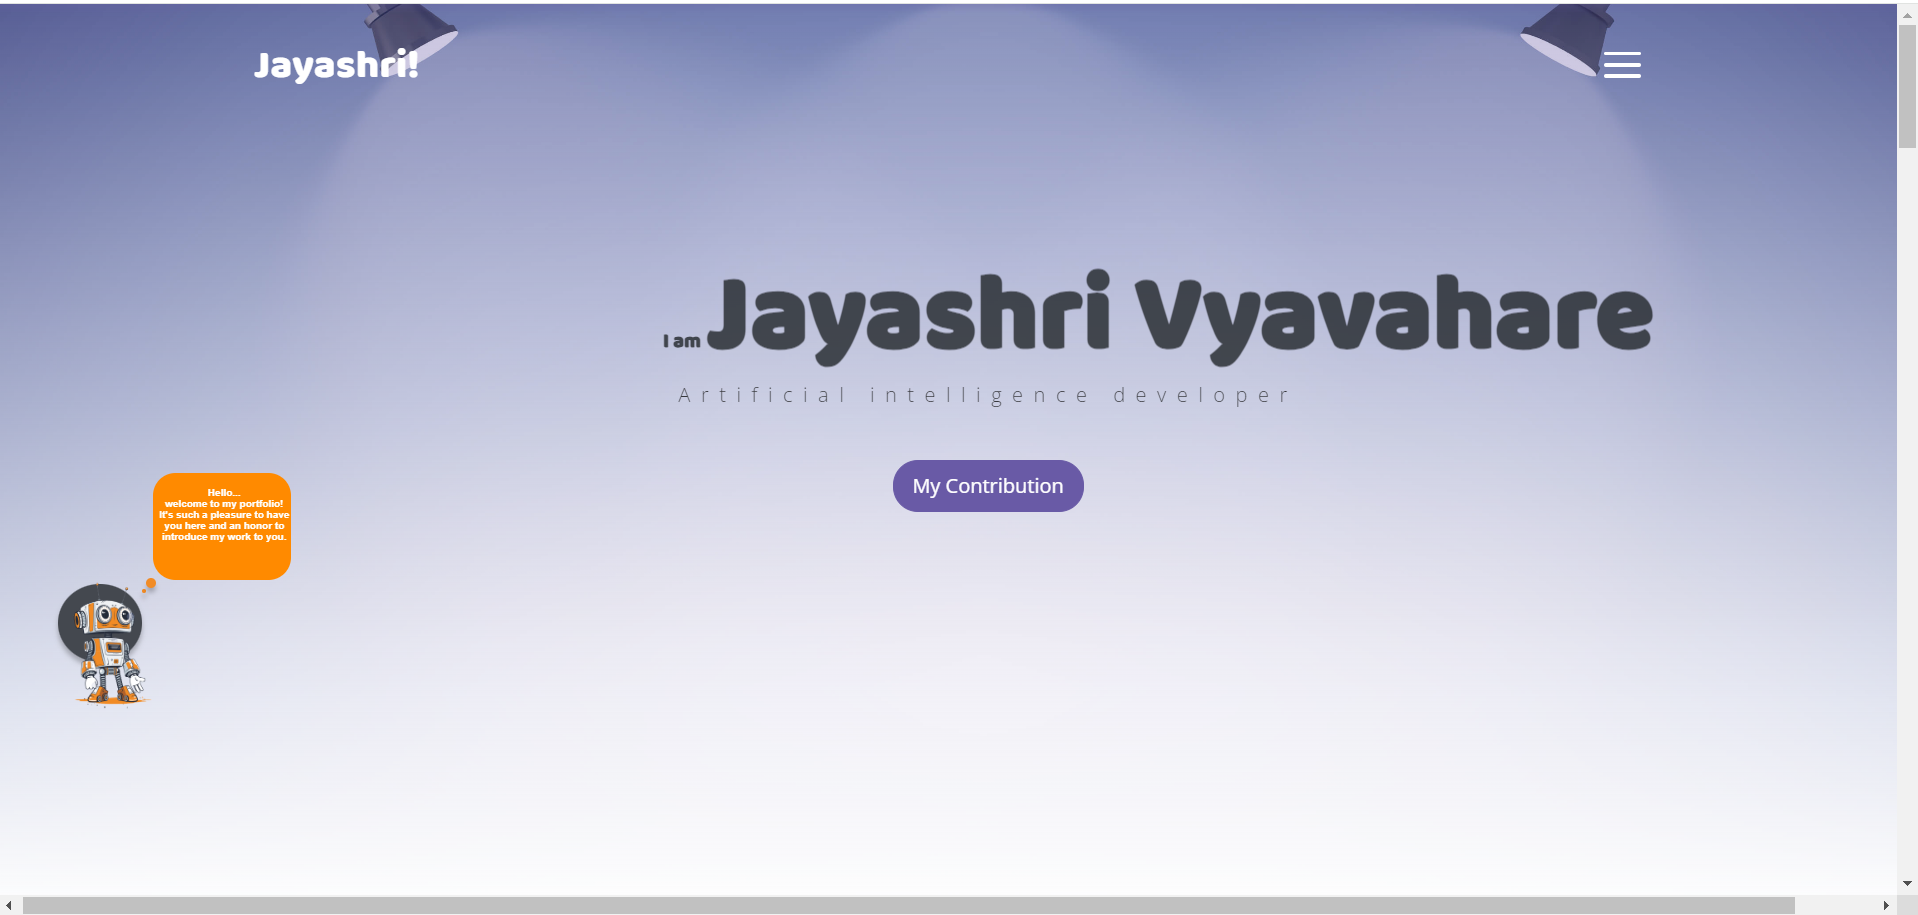 Jayashri!
I am Jayashri Vyavahare
Artificial intelligence developer
My Contribution
Hello...
welcome to my portfolio!
It's such a pleasure to have
you here and an honor to
introduce my work to you.